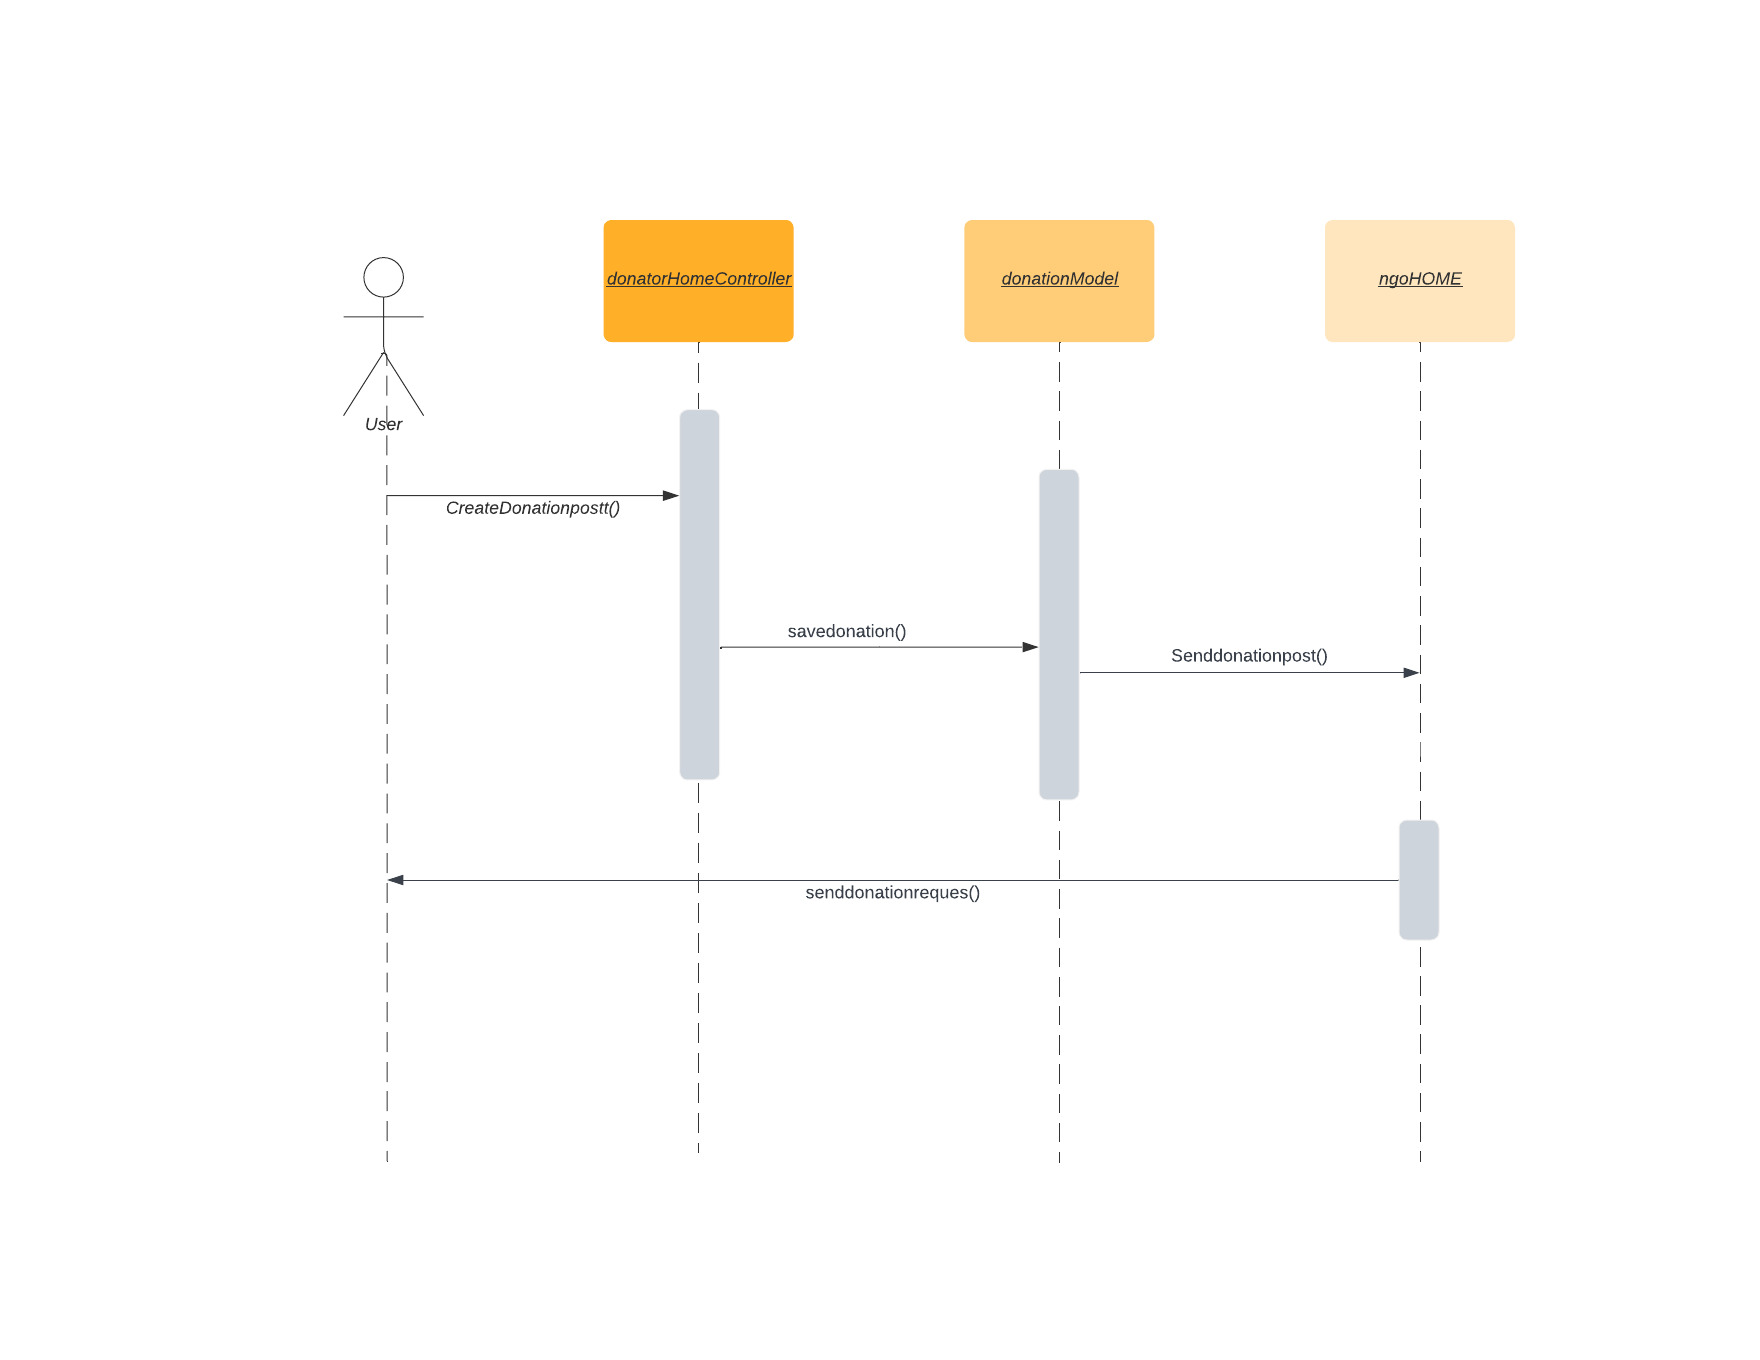 donatorHomeController
donationModel
ngoHOME
User
CreateDonationpostt()
savedonation()
Senddonationpost()
senddonationreques()